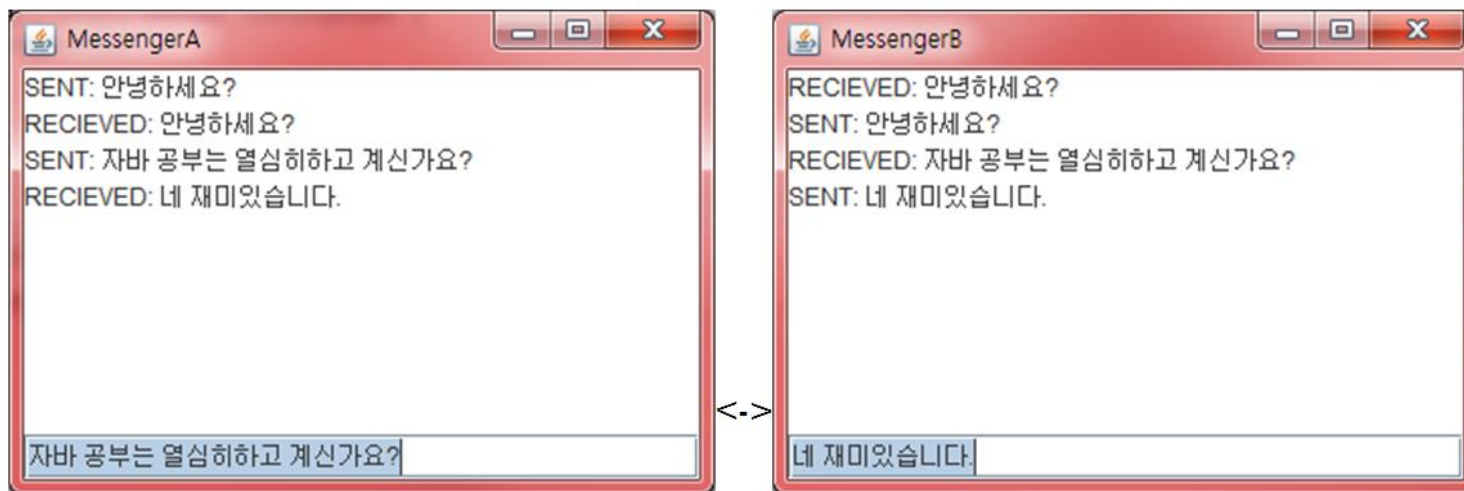 MessengerA
SENT: 안녕하세요?
RECIEVED: 안녕하세요?
SENT: 자바 공부는 열심히하고 계신가요?
RECIEVED: 네 재미있습니다.
자바 공부는 열심히하고 계신가요?
<->
MessengerB
RECIEVED: 안녕하세요?
SENT: 안녕하세요?
RECIEVED: 자바 공부는 열심히하고 계신가요?
SENT: 네 재미있습니다.
네 재미있습니다.